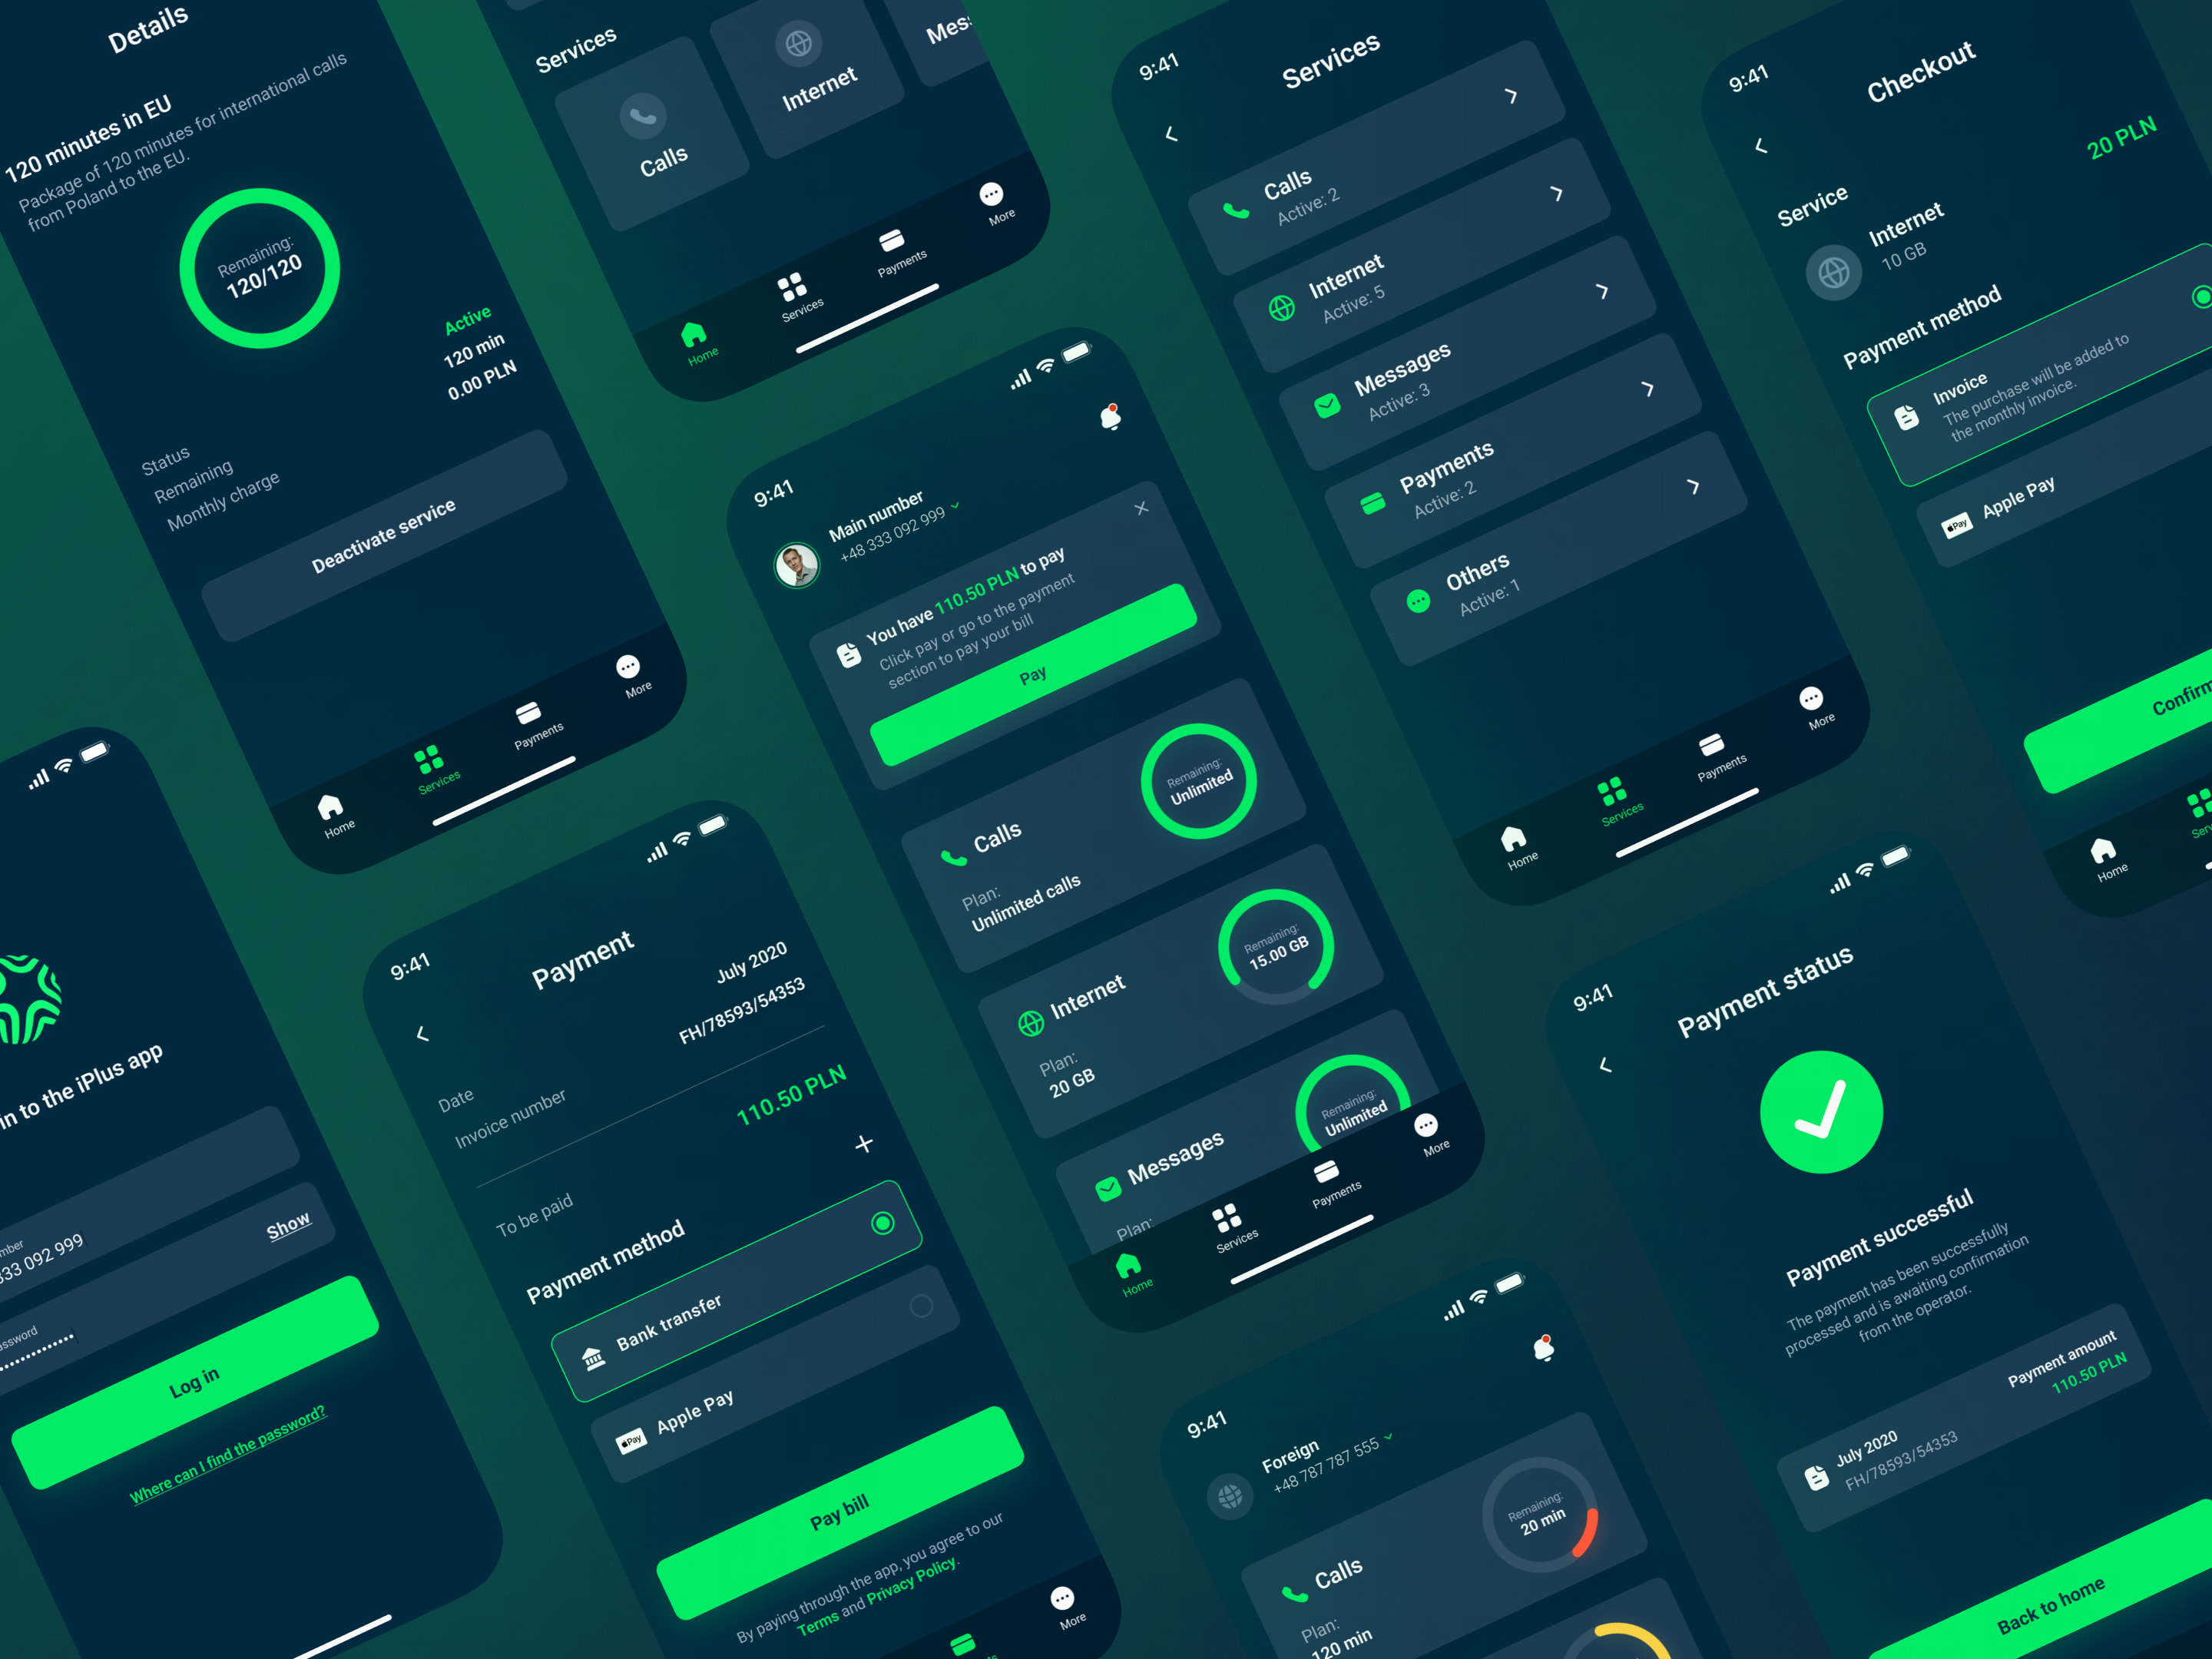 Details
120 minutes in EU
Package of 120 minutes for international calls
from Poland to the EU.
Remaining:
120/120
Status
Active
Remaining
120 min
Monthly charge
0.00 PLN
Deactivate service
Home
Services
Payments
More
Services
Calls
Internet
Home
Services
Payments
More
9:41
Services
Calls
Active: 2
Internet
Active: 5
Messages
Active: 3
Payments
Active: 2
Others
Active: 1
Home
Services
Payments
More
9:41
Checkout
20 PLN
Service
Internet
10 GB
Payment method
Invoice
The purchase will be added to
the monthly invoice.
Pay
Apple Pay
Confirm
Home
in to the iPlus app
333 092 999
Show
Log in
Where can I find the password?
9:41
Payment
Date
July 2020
Invoice number
FH/78593/54353
To be paid
110.50 PLN
Payment method
Bank transfer
Pay
Apple Pay
Pay bill
By paying through the app, you agree to our
Terms and Privacy Policy.
More
9:41
Main number
+48 333 092 999
You have 110.50 PLN to pay
Click pay or go to the payment
section to pay your bill
Pay
Calls
Plan:
Unlimited calls
Remaining:
Unlimited
Internet
Plan:
20 GB
Remaining:
15.00 GB
Messages
Plan:
Remaining:
Unlimited
Home
Services
Payments
More
9:41
Foreign
+48 787 787 555
Calls
Plan:
120 min
Remaining:
20 min
9:41
Payment status
Payment successful
The payment has been successfully
processed and is awaiting confirmation
from the operator.
July 2020
FH/78593/54353
Payment amount
110.50 PLN
Back to home